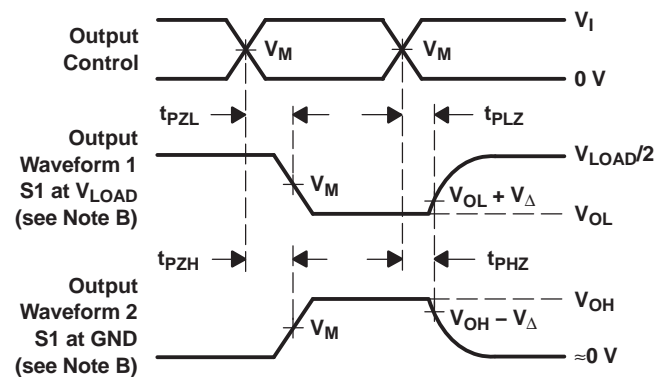 Output
Control
V_M
V_M
V_I
0 V
t_PZL
t_PLZ
Output
Waveform 1
S1 at V_LOAD
(see Note B)
V_M
V_LOAD/2
V_OL + V_Δ
V_OL
t_PZH
t_PHZ
Output
Waveform 2
S1 at GND
(see Note B)
V_M
V_OH
V_OH − V_Δ
≈0 V